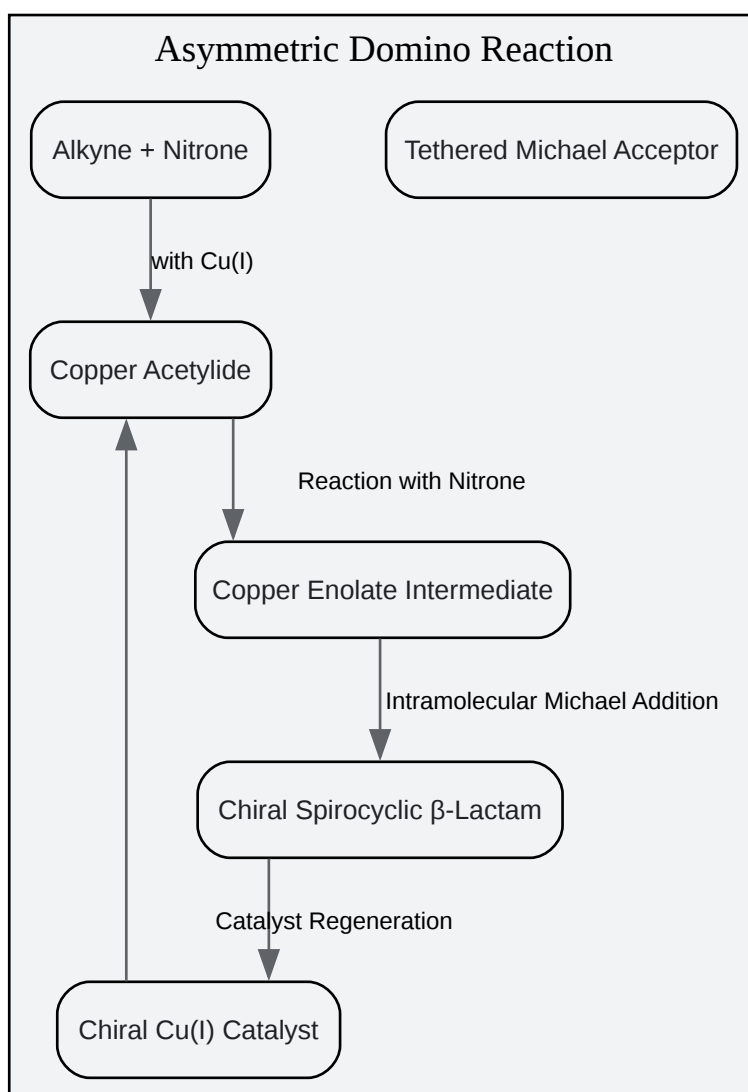 Asymmetric Domino Reaction
Alkyne + Nitrone
Tethered Michael Acceptor
with Cu(I)
Copper Acetylide
Reaction with Nitrone
Copper Enolate Intermediate
Intramolecular Michael Addition
Chiral Spirocyclic β-Lactam
Catalyst Regeneration
Chiral Cu(I) Catalyst